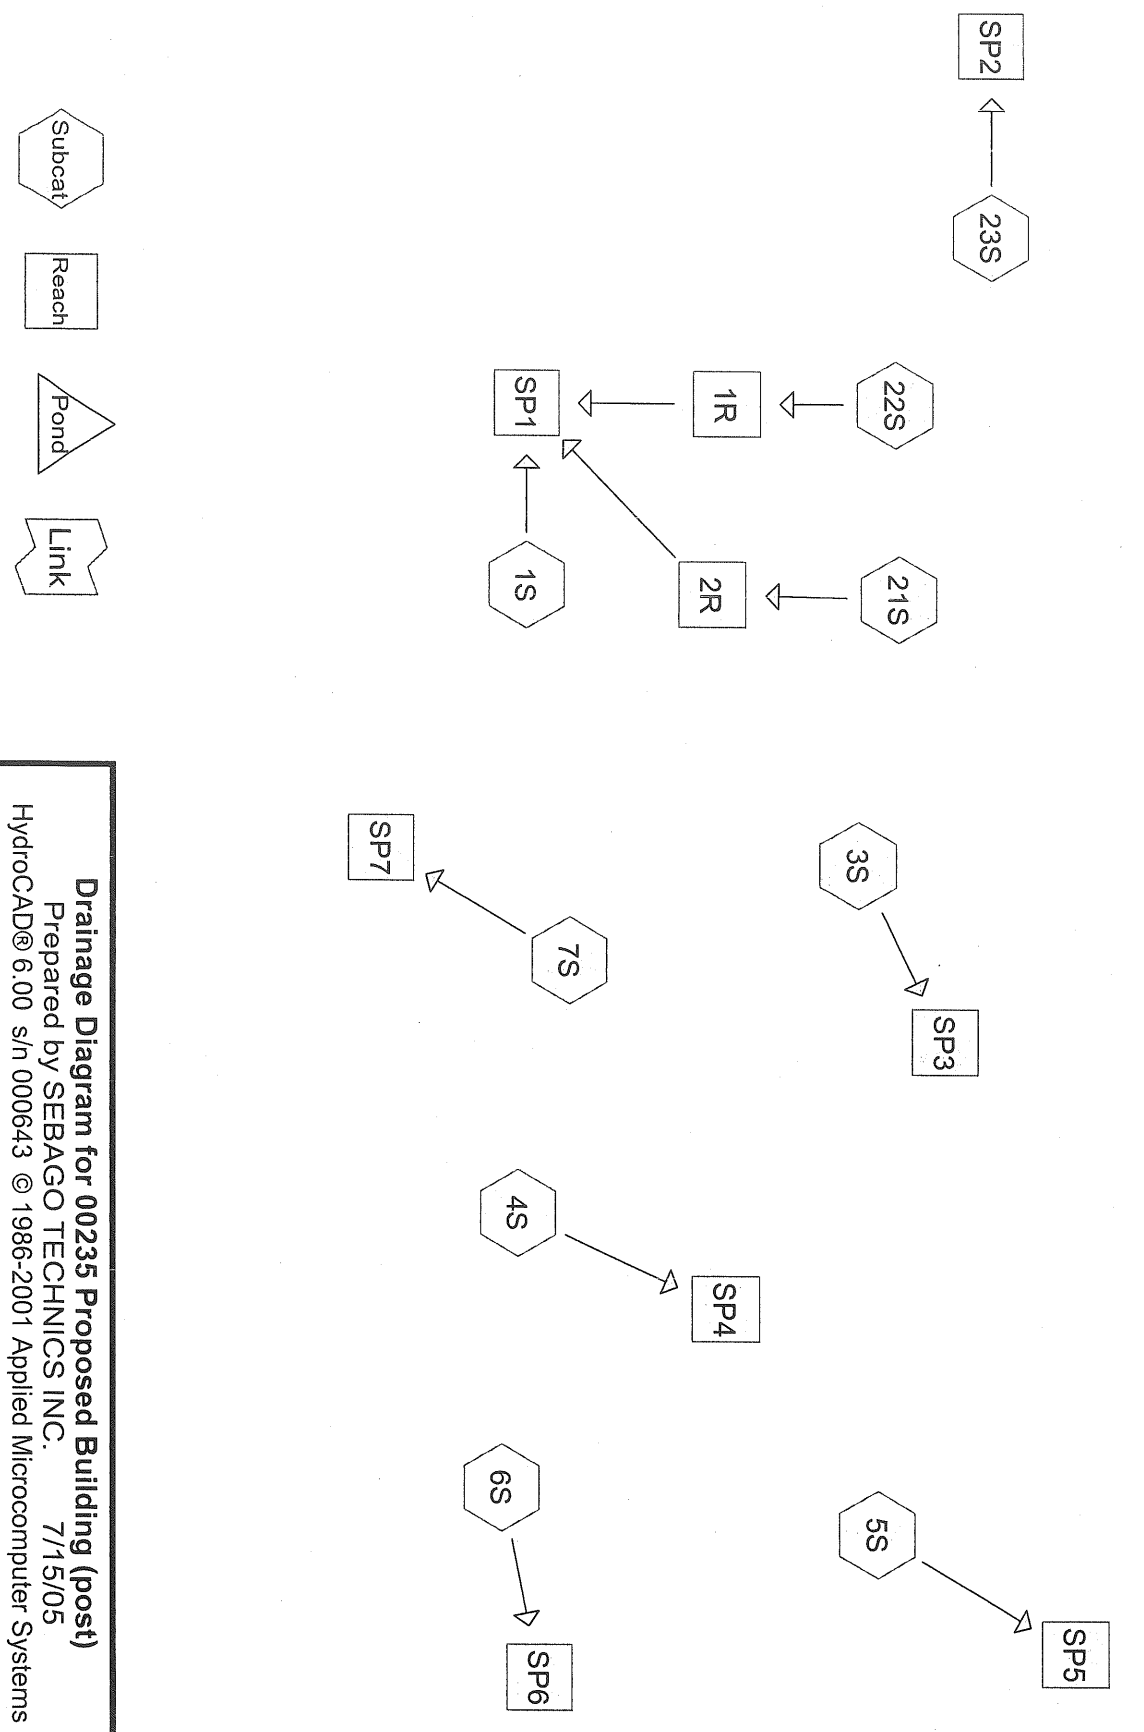 SP5
SP3
SP2
23S
22S
21S
3S
5S
1R
2R
SP4
SP1
1S
7S
4S
6S
SP6
SP7
Subcat
Reach
Pond
Link
Drainage Diagram for 00235 Proposed Building (post)
Prepared by SEBAGO TECHNICS INC. 7/15/05
HydroCAD® 6.00 s/n 000643 © 1986-2001 Applied Microcomputer Systems